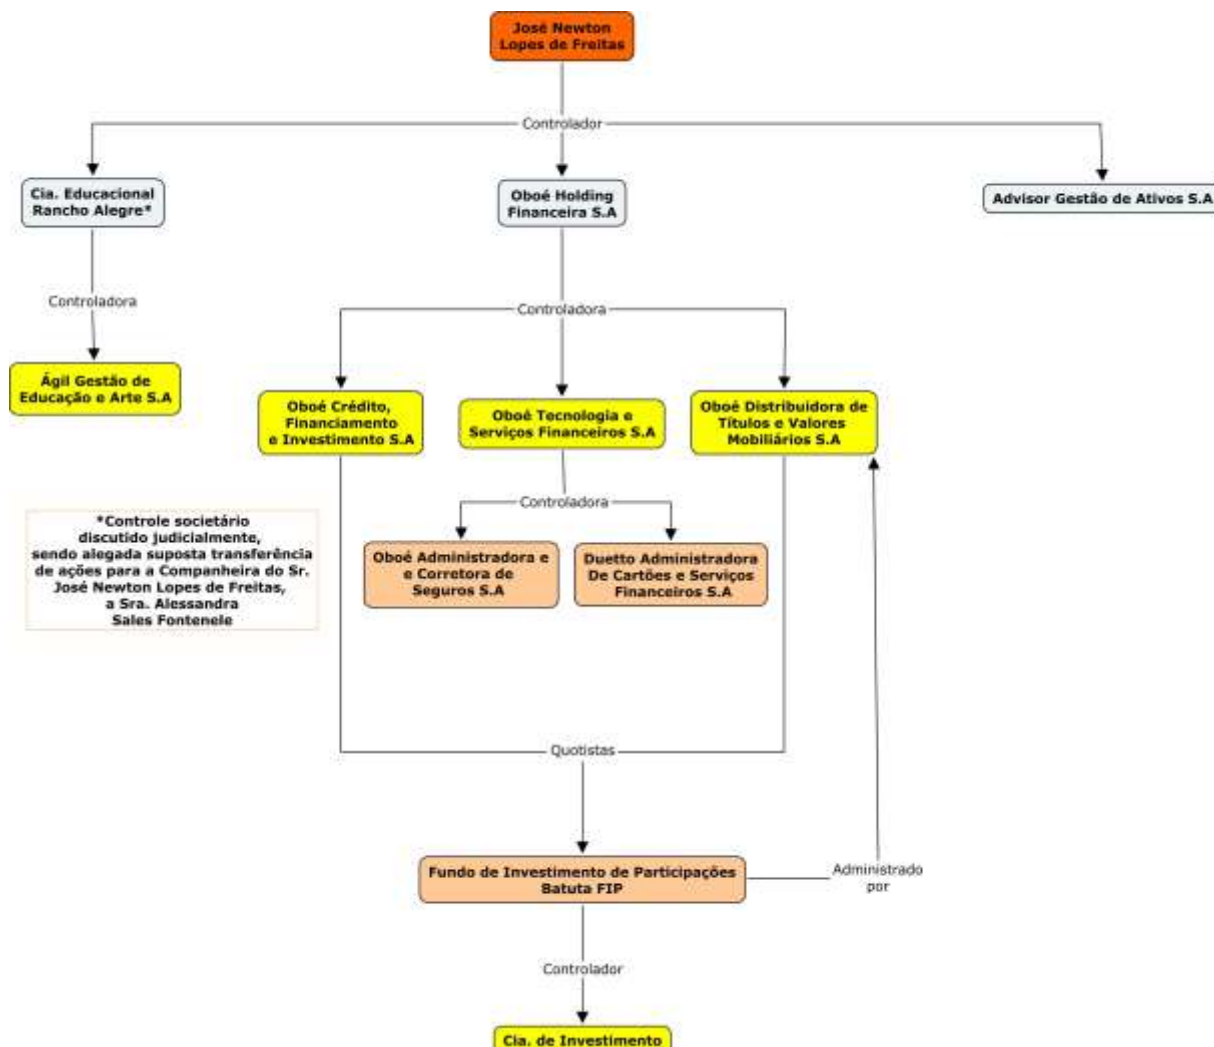 José Newton
Lopes de Freitas
Controlador
Cia. Educacional
Rancho Alegre*
Oboé Holding
Financeira S.A
Advisor Gestão de Ativos S.A
Controladora
Controladora
Ágil Gestão de
Educação e Arte S.A
Oboé Crédito,
Financiamento
e Investimento S.A
Oboé Tecnologia e
Serviços Financeiros S.A
Oboé Distribuidora de
Títulos e Valores
Mobiliários S.A
Controladora
*Controle societário
discutido judicialmente,
sendo alegada suposta transferência
de ações para a Companheira do Sr.
José Newton Lopes de Freitas,
a Sra. Alessandra
Sales Fontenele
Oboé Administradora e
e Corretora de
Seguros S.A
Duetto Administradora
De Cartões e Serviços
Financeiros S.A
Quotistas
Fundo de Investimento de Participações
Batuta FIP
Administrado
por
Controlador
Cia. de Investimento